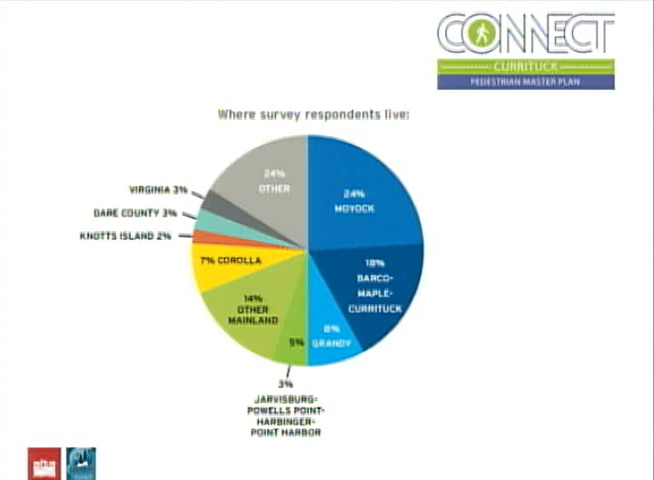 CONNECT
CURRITUCK
PEDESTRIAN MASTER PLAN
Where survey respondents live:
24%
OTHER
24%
MOYOCK
VIRGINIA 3%
DARE COUNTY 3%
KNOTTS ISLAND 2%
7% COROLLA
18%
BARCO-
MAPLE-
CURRITUCK
14%
OTHER
MAINLAND
8%
GRANDY
5%
3%
JARVISBURG-
POWELLS POINT-
HARBINGER-
POINT HARBOR